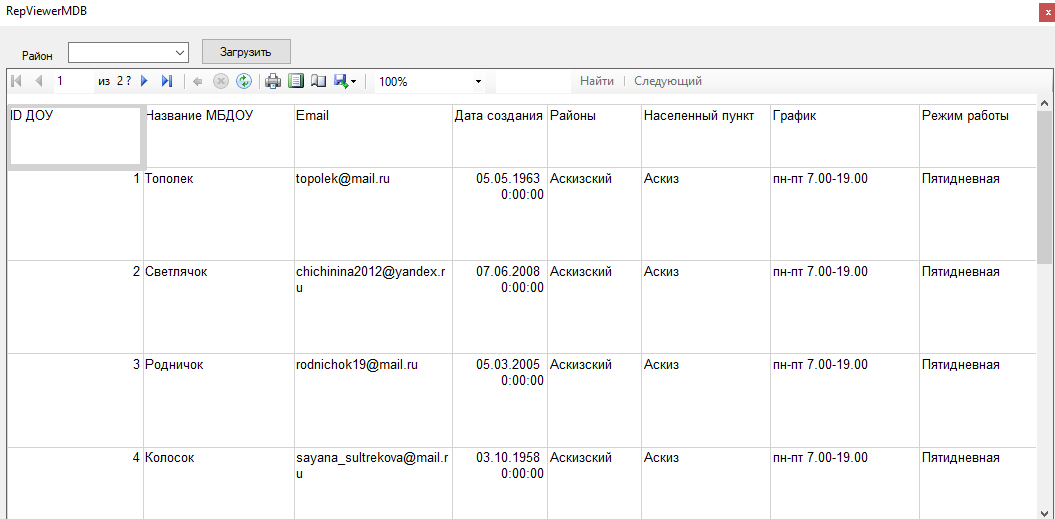 RepViewerMDB
Район Загрузить
1 из 2 ? 100% Найти | Следующий
ID ДОУ Название МБДОУ Email Дата создания Районы Населенный пункт График Режим работы
1 Тополек topolek@mail.ru 05.05.1963 Аскизский Аскиз пн-пт 7.00-19.00 Пятидневная
0:00:00
2 Светлячок chichinina2012@yandex.r 07.06.2008 Аскизский Аскиз пн-пт 7.00-19.00 Пятидневная
u 0:00:00
3 Родничок rodnichok19@mail.ru 05.03.2005 Аскизский Аскиз пн-пт 7.00-19.00 Пятидневная
0:00:00
4 Колосок sayana_sultrekova@mail.r 03.10.1958 Аскизский Аскиз пн-пт 7.00-19.00 Пятидневная
u 0:00:00